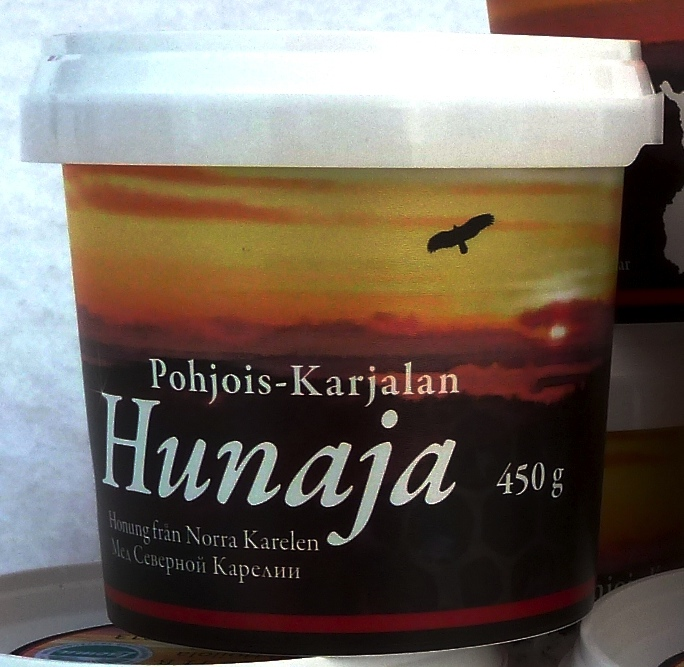 Pohjois-Karjalan
Hunaja
450 g
Honung från Norra Karelen
Мед Северной Карелии